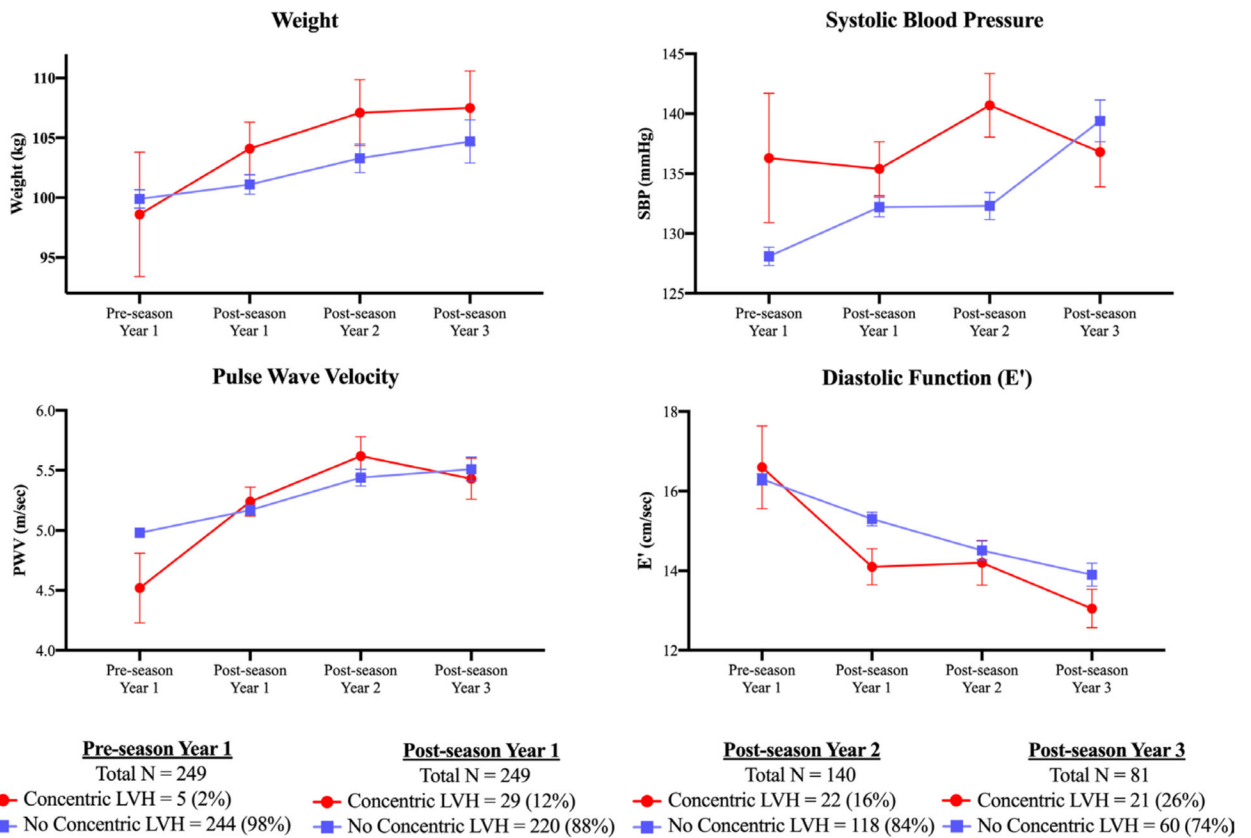 Weight
Weight (kg)
110
105
100
95
Pre-season
Year 1
Post-season
Year 1
Post-season
Year 2
Post-season
Year 3
Systolic Blood Pressure
SBP (mmHg)
145
140
135
130
125
Pre-season
Year 1
Post-season
Year 1
Post-season
Year 2
Post-season
Year 3
Pulse Wave Velocity
PWV (m/sec)
6.0
5.5
5.0
4.5
4.0
Pre-season
Year 1
Post-season
Year 1
Post-season
Year 2
Post-season
Year 3
Diastolic Function (E')
E' (cm/sec)
18
16
14
12
Pre-season
Year 1
Post-season
Year 1
Post-season
Year 2
Post-season
Year 3
Pre-season Year 1
Total N = 249
Concentric LVH = 5 (2%)
No Concentric LVH = 244 (98%)
Post-season Year 1
Total N = 249
Concentric LVH = 29 (12%)
No Concentric LVH = 220 (88%)
Post-season Year 2
Total N = 140
Concentric LVH = 22 (16%)
No Concentric LVH = 118 (84%)
Post-season Year 3
Total N = 81
Concentric LVH = 21 (26%)
No Concentric LVH = 60 (74%)